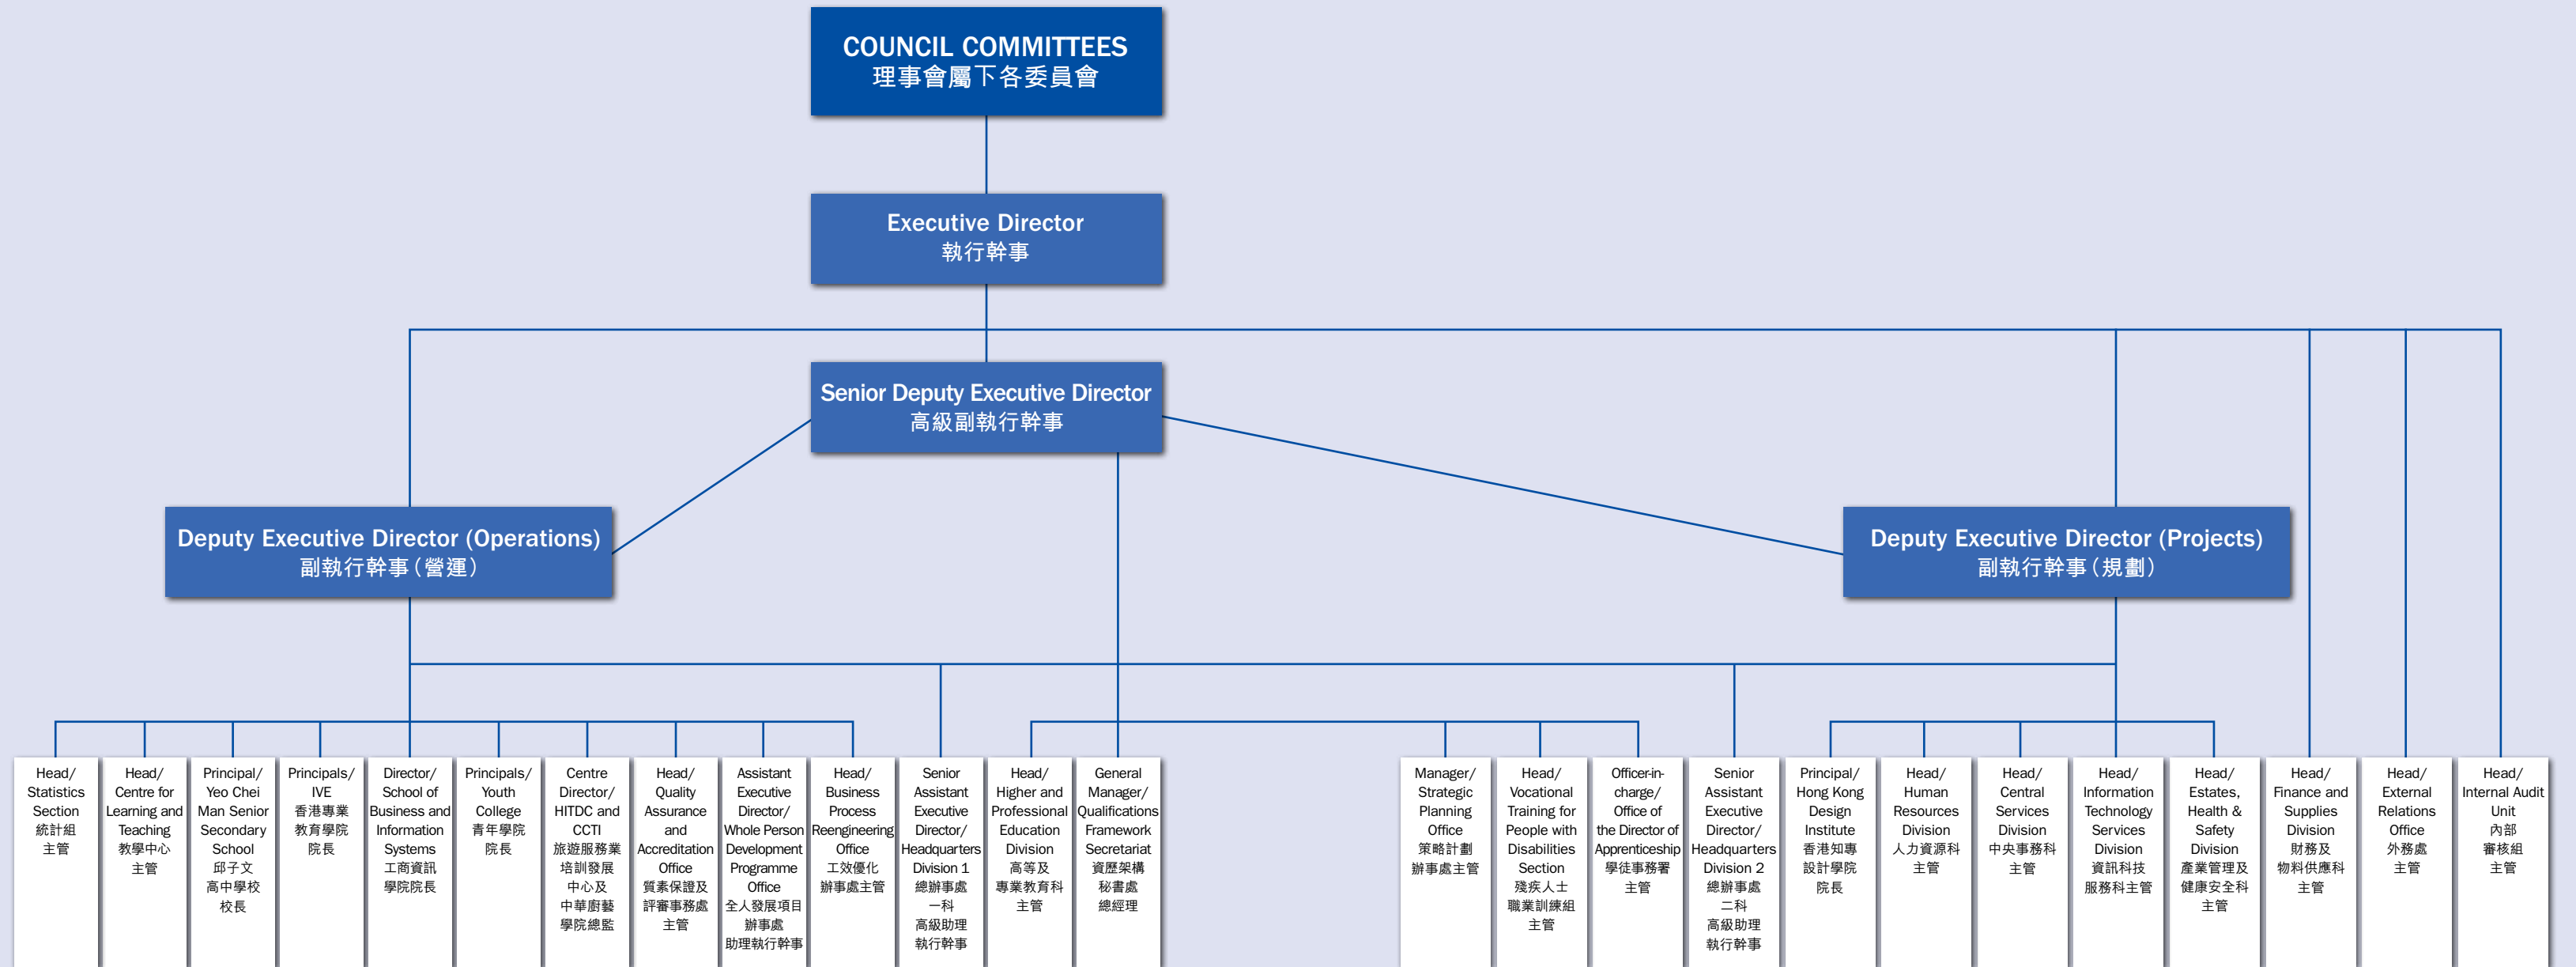 COUNCIL COMMITTEES
理事會屬下各委員會
Executive Director
執行幹事
Senior Deputy Executive Director
高級副執行幹事
Deputy Executive Director (Operations)
副執行幹事（營運）
Deputy Executive Director (Projects)
副執行幹事（規劃）
Head/
Statistics
Section
統計組
主管
Head/
Centre for
Learning and
Teaching
教學中心
主管
Principal/
Yeo Chei
Man Senior
Secondary
School
邱子文
高中學校
校長
Principals/
IVE
香港專業
教育學院
院長
Director/
School of
Business and
Information
Systems
工商資訊
學院院長
Principals/
Youth
College
青年學院
院長
Centre
Director/
HITDC and
CCTI
旅遊服務業
培訓發展
中心及
中華廚藝
學院總監
Head/
Quality
Assurance
and
Accreditation
Office
質素保證及
評審事務處
主管
Assistant
Executive
Director/
Whole Person
Development
Programme
Office
全人發展項目
辦事處
助理執行幹事
Head/
Business
Process
Reengineering
Office
工效優化
辦事處主管
Senior
Assistant
Executive
Director/
Headquarters
Division 1
總辦事處
一科
高級助理
執行幹事
Head/
Higher and
Professional
Education
Division
高等及
專業教育科
主管
General
Manager/
Qualifications
Framework
Secretariat
資歷架構
秘書處
總經理
Manager/
Strategic
Planning
Office
策略計劃
辦事處主管
Head/
Vocational
Training for
People with
Disabilities
Section
殘疾人士
職業訓練組
主管
Officer-in-
charge/
Office of
the Director of
Apprenticeship
學徒事務署
主管
Senior
Assistant
Executive
Director/
Headquarters
Division 2
總辦事處
二科
高級助理
執行幹事
Principal/
Hong Kong
Design
Institute
香港知專
設計學院
院長
Head/
Human
Resources
Division
人力資源科
主管
Head/
Central
Services
Division
中央事務科
主管
Head/
Information
Technology
Services
Division
資訊科技
服務科主管
Head/
Estates,
Health &
Safety
Division
產業管理及
健康安全科
主管
Head/
Finance and
Supplies
Division
財務及
物料供應科
主管
Head/
External
Relations
Office
外務處
主管
Head/
Internal Audit
Unit
內部
審核組
主管